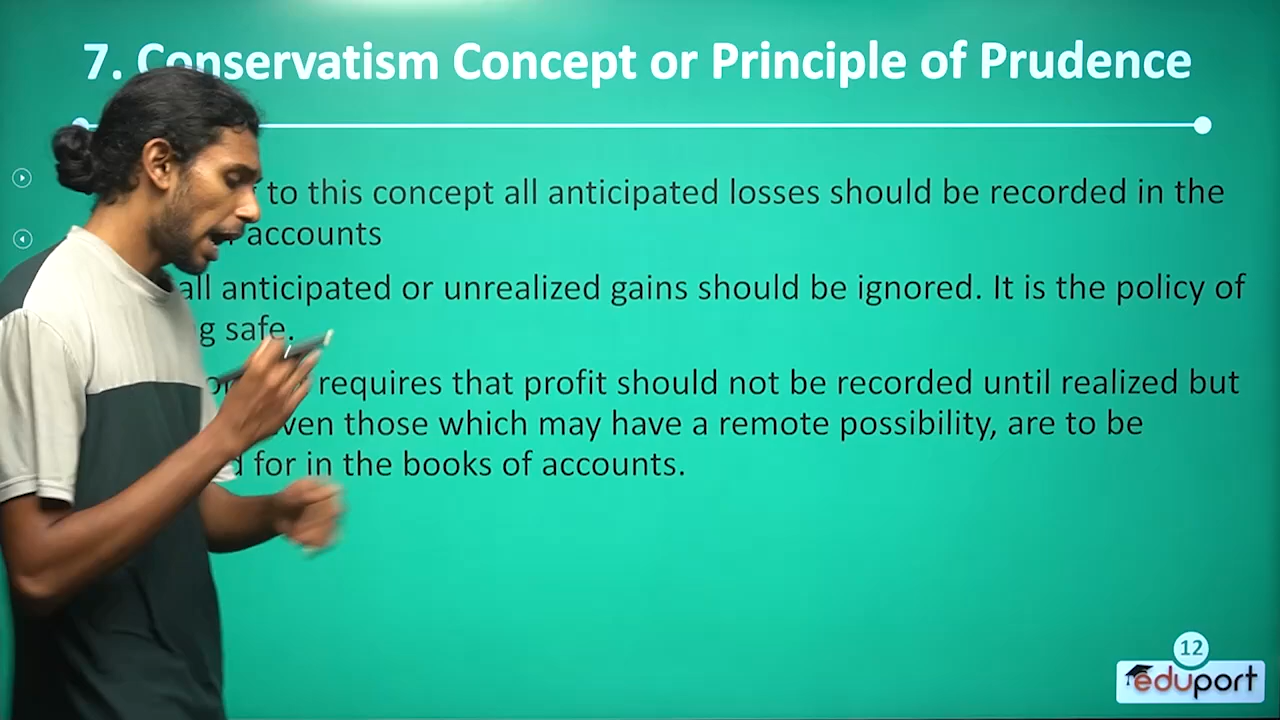 7. Conservatism Concept or Principle of Prudence
to this concept all anticipated losses should be recorded in the
accounts
all anticipated or unrealized gains should be ignored. It is the policy of
safe.
requires that profit should not be recorded until realized but
even those which may have a remote possibility, are to be
for in the books of accounts.
12
eduport